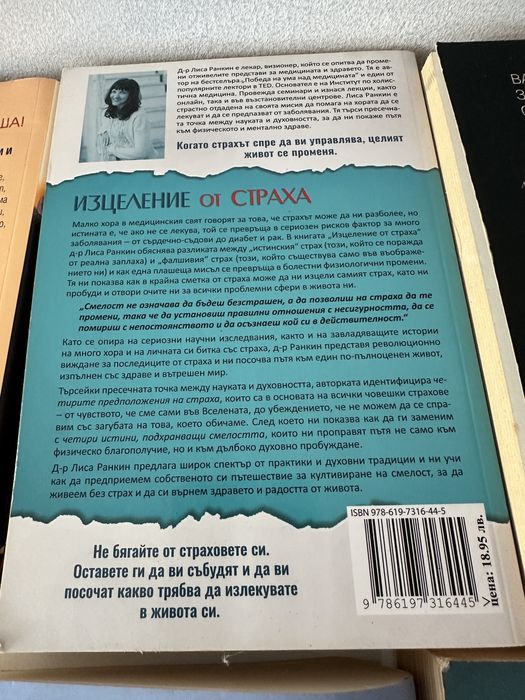 Д-р Лиса Ранкин е лекар, визионер, който се опитва да промени отживелите представи за медицината и здравето. Тя е автор на бестселъра „Победа на ума над медицината" и един от популярните лектори в TED. Основател е на Институт по холистична медицина. Провежда семинари и изнася лекции, както онлайн, така и във възстановителни центрове. Лиса Ранкин е страстно отдадена на своята мисия да помага на хората да се лекуват и да се предпазват от заболявания. Тя търси пресечната точка между науката и духовността, за да ни покаже пътя към физическото и ментално здраве.
Когато страхът спре да ви управлява, целият
живот се променя.
ИЗЦЕЛЕНИЕ от СТРАХА
Малко хора в медицинския свят говорят за това, че страхът може да ни разболее, но
истината е, че ако не се лекува, той се превръща в сериозен рисков фактор за много
заболявания – от сърдечно-съдови до диабет и рак. В книгата „Изцеление от страха"
д-р Лиса Ранкин обяснява разликата между „истинския" страх (този, който се поражда
от реална заплаха) и „фалшивия" страх (този, който съществува само във въображе-
нието ни) и как една плашеща мисъл се превръща в болестни физиологични промени.
Тя ни показва как в крайна сметка от страха може да ни изцели самият страх, като ни
пробуди и отвори очите ни за всички проблемни сфери в живота ни.
„Смелост не означава да бъдеш безстрашен, а да позволиш на страха да те
промени, така че да установиш правилни отношения с несигурността, да се
помириш с непостоянството и да осъзнаеш кой си в действителност."
Като се опира на сериозни научни изследвания, както и на завладяващите истории
на много хора и на личната си битка със страха, д-р Ранкин представя революционно
виждане за последиците от страха и ни посочва пътя към един по-пълноценен живот,
изпълнен със здраве и вътрешен мир.
Търсейки пресечната точка между науката и духовността, авторката идентифицира че-
тирите предположения на страха, които са в основата на всички човешки страхове
– от чувството, че сме сами във Вселената, до убеждението, че не можем да се спра-
вим със загубата на това, което обичаме. След което ни показва как да ги заменим
с четири истини, подхранващи смелостта, които ни проправят пътя не само към
физическо благополучие, но и към дълбоко духовно пробуждане.
Д-р Лиса Ранкин предлага широк спектър от практики и духовни традиции и ни учи
как да предприемем собственото си пътешествие за култивиране на смелост, за да
живеем без страх и да си върнем здравето и радостта от живота.
Не бягайте от страховете си.
Оставете ги да ви събудят и да ви
посочат какво трябва да излекувате
в живота си.
ISBN 978-619-7316-44-5
9 786197 316445
цена: 18.95 лв.
ША!